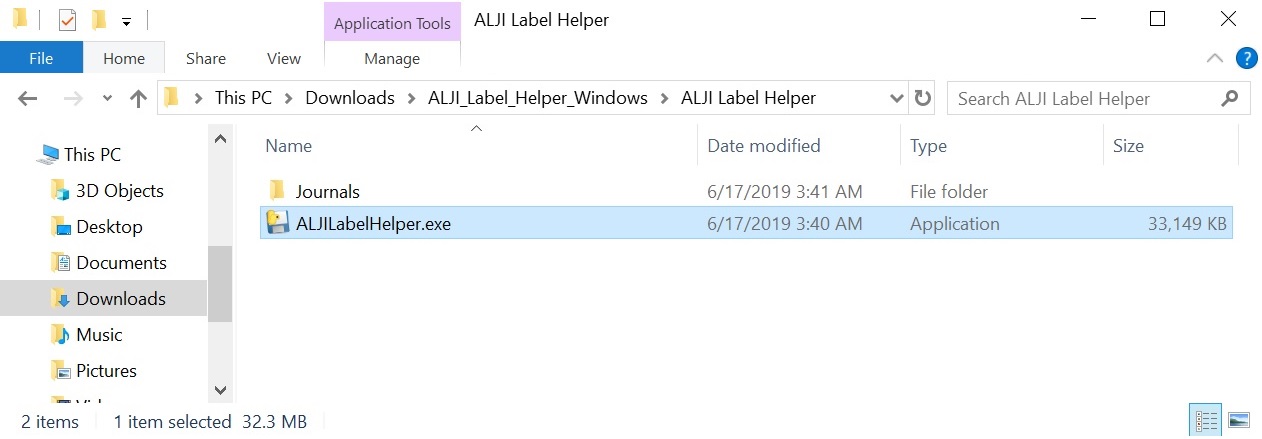 Application Tools ALJI Label Helper
File Home Share View Manage
This PC Downloads ALJI_Label_Helper_Windows ALJI Label Helper Search ALJI Label Helper
This PC
3D Objects
Desktop
Documents
Downloads
Music
Pictures
Name Date modified Type Size
Journals 6/17/2019 3:41 AM File folder
ALJILabelHelper.exe 6/17/2019 3:40 AM Application 33,149 KB
2 items 1 item selected 32.3 MB